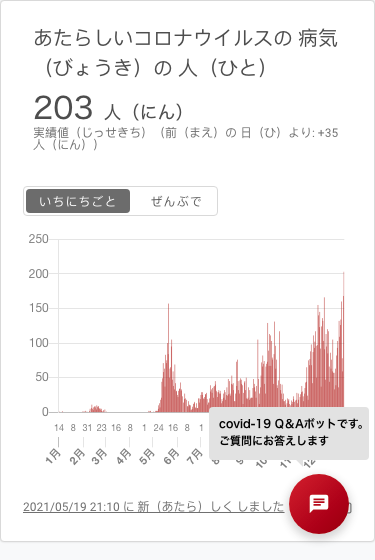 あたらしいコロナウイルスの 病気
（びょうき）の 人（ひと）
203 人（にん）
実績値（じっせきち）（前（まえ）の 日（ひ）より: +35
人（にん））
いちにちごと ぜんぶで
250
200
150
100
50
0
14 8 31 23 16 8 1 24 16 8 1
1月 2月 3月 4月 5月 6月 7月
covid-19 Q&Aボットです。
ご質問にお答えします
2021/05/19 21:10 に 新（あたら）しく しました